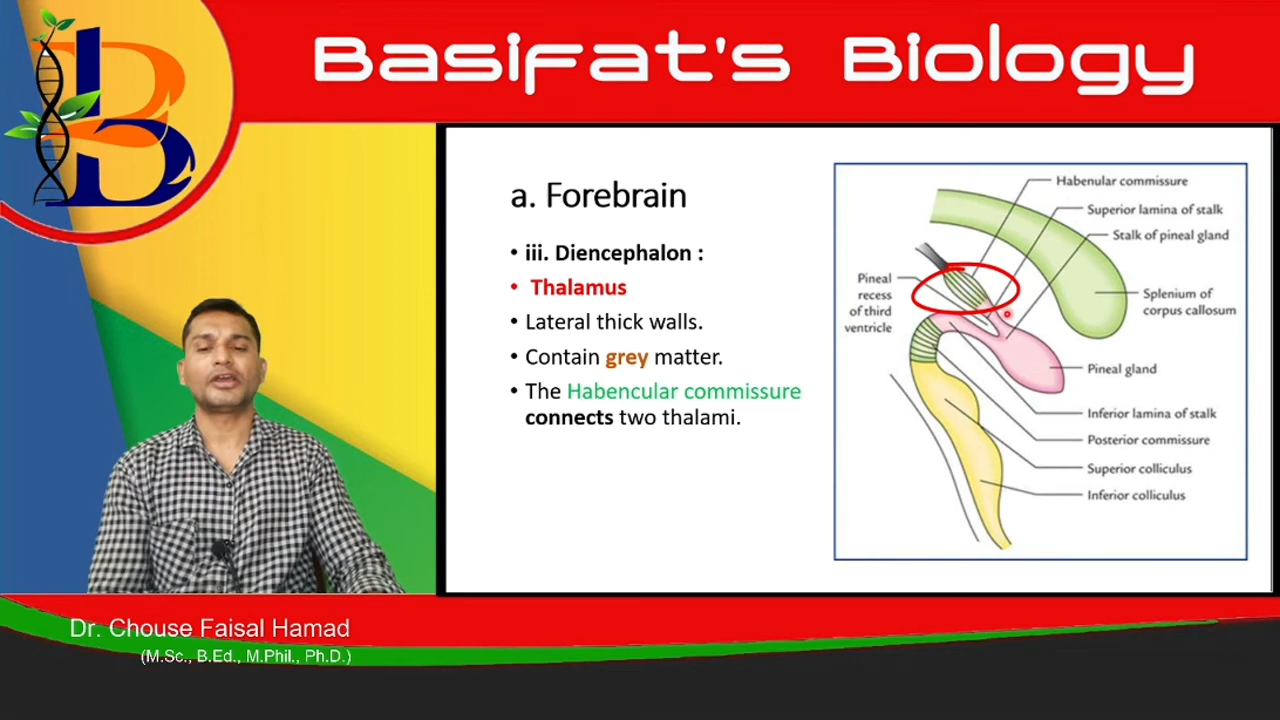 Basifat's Biology
a. Forebrain
• iii. Diencephalon :
• Thalamus
• Lateral thick walls.
• Contain grey matter.
• The Habencular commissure
connects two thalami.
Habenular commissure
Superior lamina of stalk
Stalk of pineal gland
Pineal
recess
of third
ventricle
Splenium of
corpus callosum
Pineal gland
Inferior lamina of stalk
Posterior commissure
Superior colliculus
Inferior colliculus
Dr. Chouse Faisal Hamad
(M.Sc., B.Ed., M.Phil., Ph.D.)